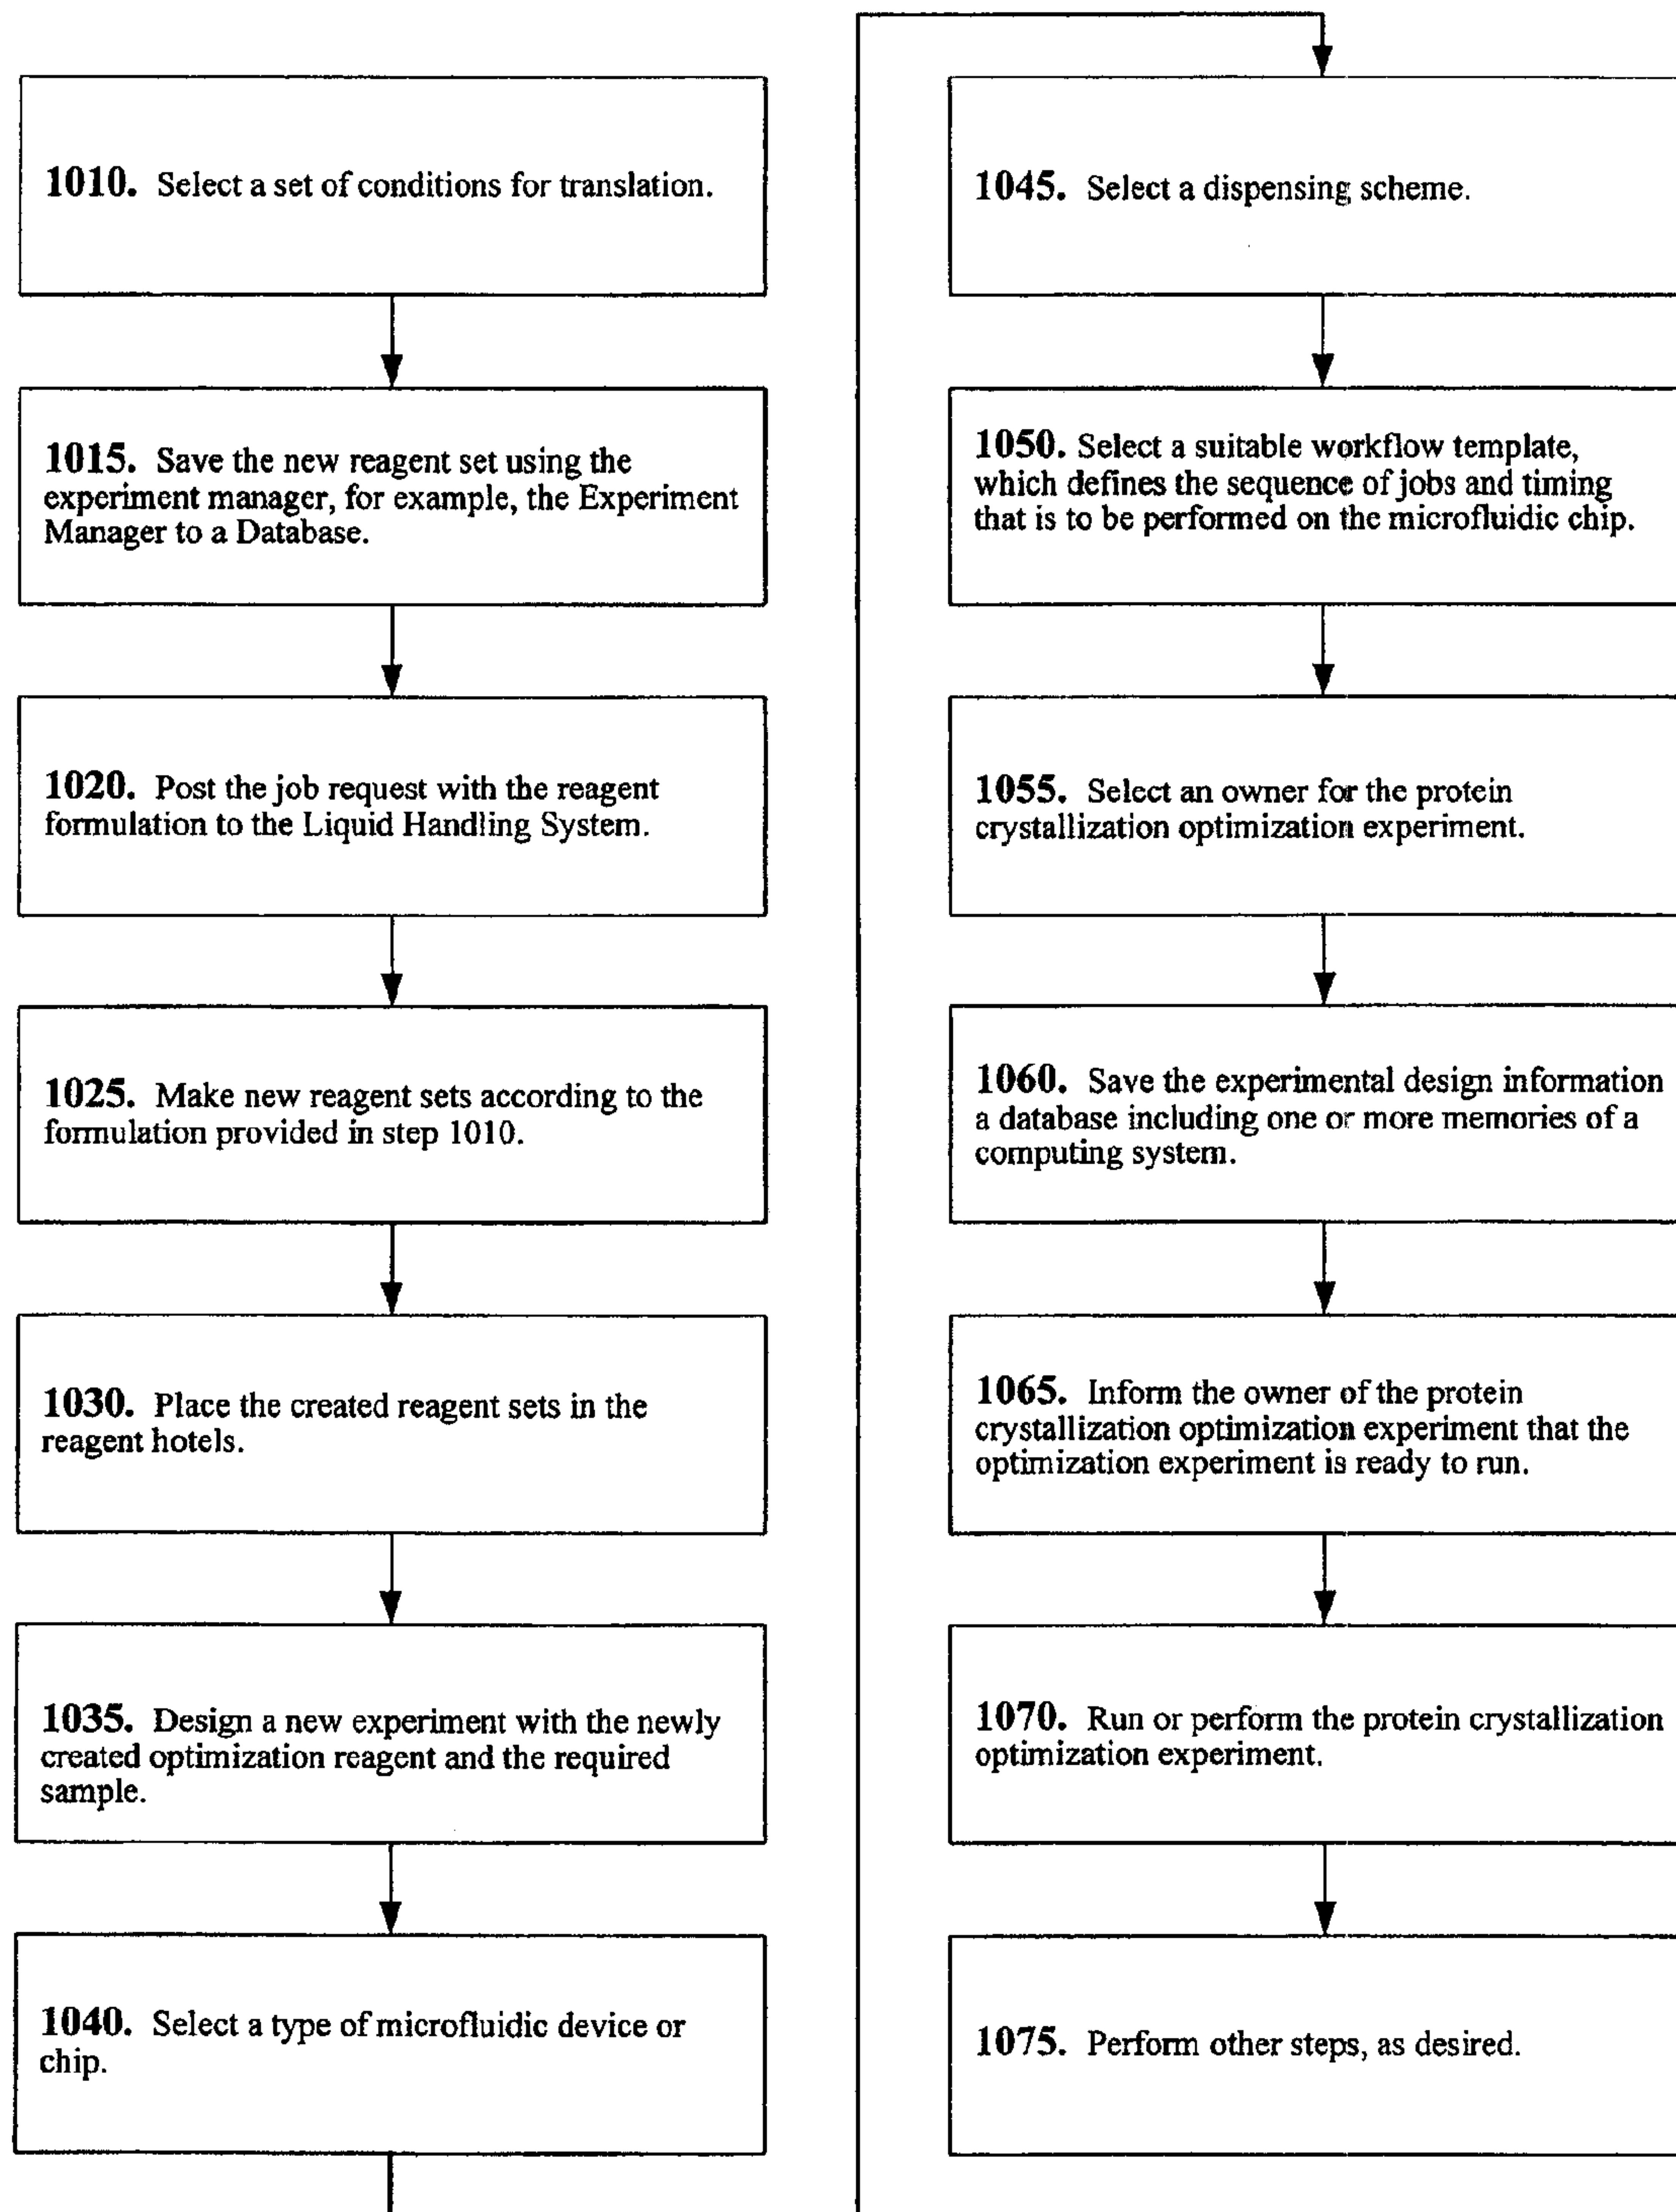 1010. Select a set of conditions for translation.
1015. Save the new reagent set using the
experiment manager, for example, the Experiment
Manager to a Database.
1020. Post the job request with the reagent
formulation to the Liquid Handling System.
1025. Make new reagent sets according to the
formulation provided in step 1010.
1030. Place the created reagent sets in the
reagent hotels.
1035. Design a new experiment with the newly
created optimization reagent and the required
sample.
1040. Select a type of microfluidic device or
chip.
1045. Select a dispensing scheme.
1050. Select a suitable workflow template,
which defines the sequence of jobs and timing
that is to be performed on the microfluidic chip.
1055. Select an owner for the protein
crystallization optimization experiment.
1060. Save the experimental design information
a database including one or more memories of a
computing system.
1065. Inform the owner of the protein
crystallization optimization experiment that the
optimization experiment is ready to run.
1070. Run or perform the protein crystallization
optimization experiment.
1075. Perform other steps, as desired.